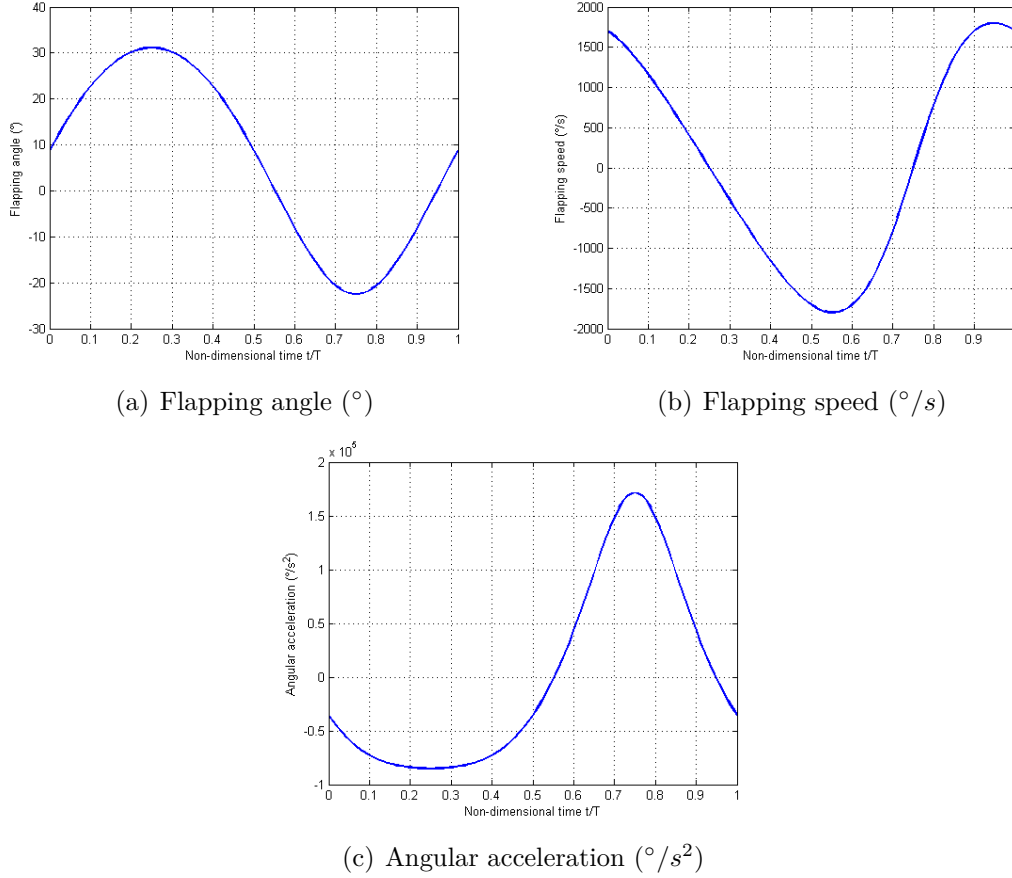 40
30
20
10
0
-10
-20
-30
Flapping angle (°)
0 0.1 0.2 0.3 0.4 0.5 0.6 0.7 0.8 0.9 1
Non-dimensional time t/T
(a) Flapping angle (°)
2000
1500
1000
500
0
-500
-1000
-1500
-2000
Flapping speed (°/s)
0 0.1 0.2 0.3 0.4 0.5 0.6 0.7 0.8 0.9
Non-dimensional time t/T
(b) Flapping speed (°/s)
x 10⁵
2
1.5
1
0.5
0
-0.5
-1
Angular acceleration (°/s²)
0 0.1 0.2 0.3 0.4 0.5 0.6 0.7 0.8 0.9 1
Non-dimensional time t/T
(c) Angular acceleration (°/s²)